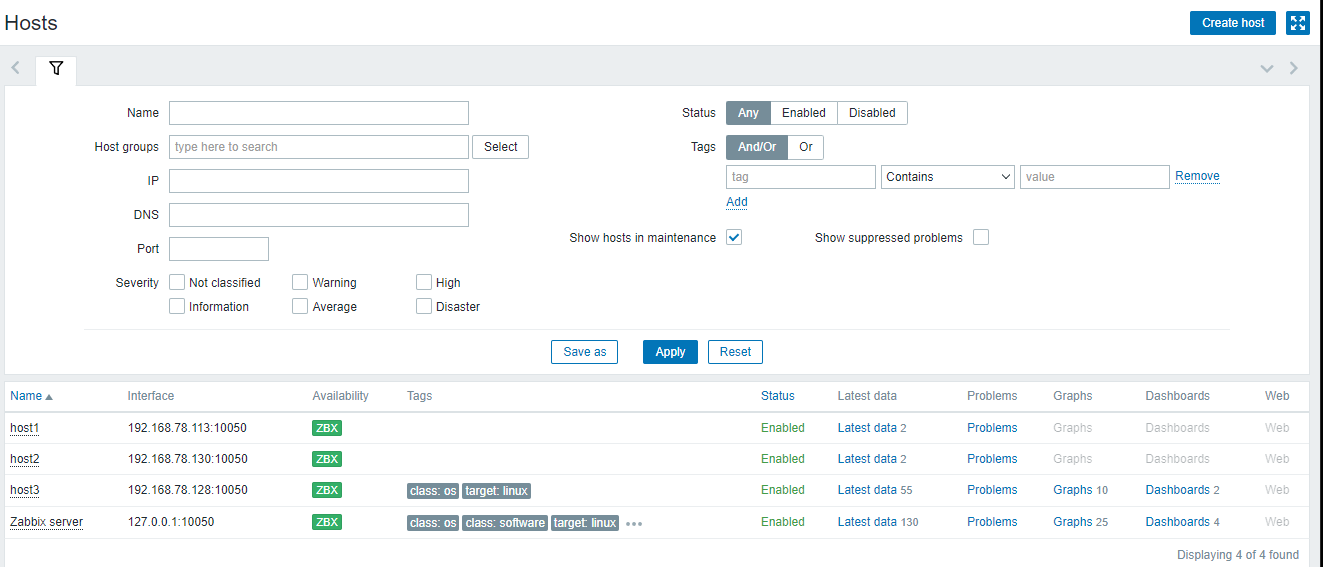 Hosts Create host
Name Status Any Enabled Disabled
Host groups type here to search Select Tags And/Or Or
IP tag Contains value Remove
DNS Add
Port Show hosts in maintenance Show suppressed problems
Severity Not classified Warning High
Information Average Disaster
Save as Apply Reset
Name Interface Availability Tags Status Latest data Problems Graphs Dashboards Web
host1 192.168.78.113:10050 ZBX Enabled Latest data 2 Problems Graphs Dashboards Web
host2 192.168.78.130:10050 ZBX Enabled Latest data 2 Problems Graphs Dashboards Web
host3 192.168.78.128:10050 ZBX class: os target: linux Enabled Latest data 55 Problems Graphs 10 Dashboards 2 Web
Zabbix server 127.0.0.1:10050 ZBX class: os class: software target: linux ••• Enabled Latest data 130 Problems Graphs 25 Dashboards 4 Web
Displaying 4 of 4 found